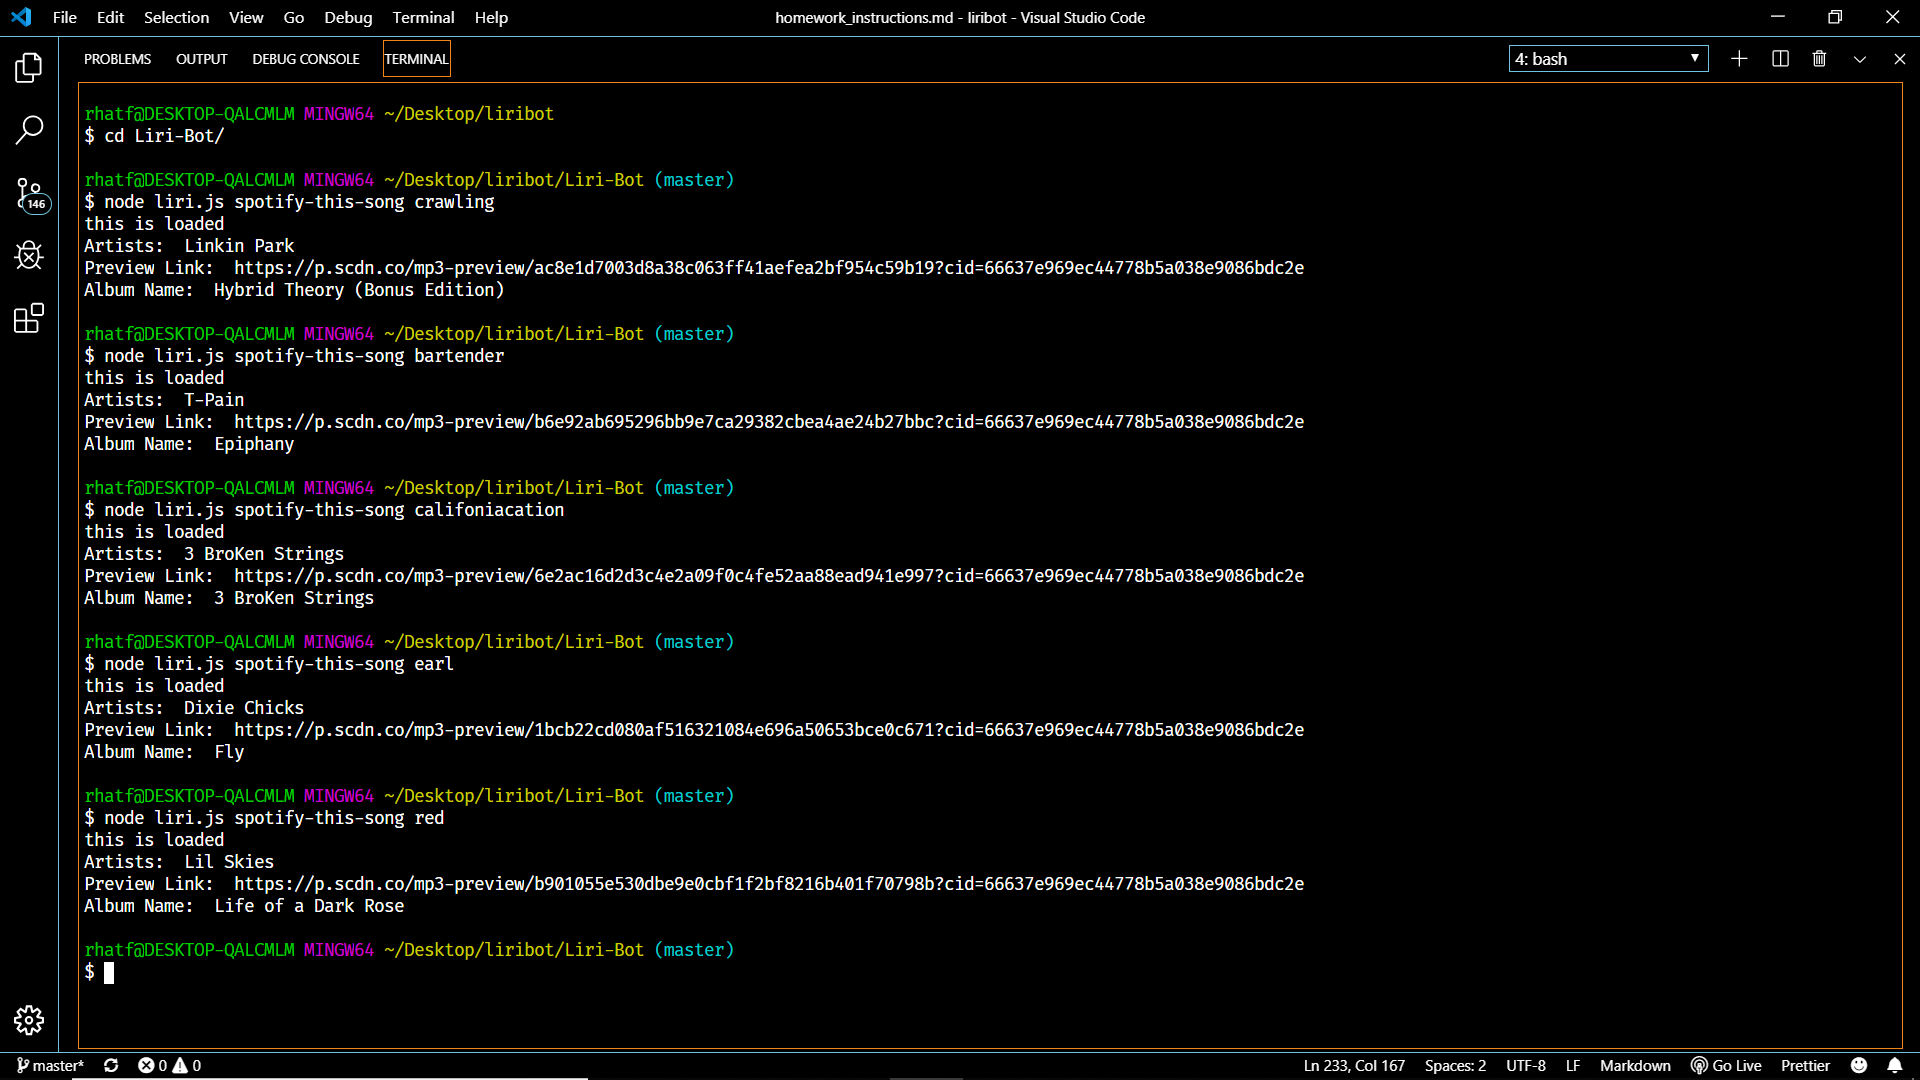 File Edit Selection View Go Debug Terminal Help
homework_instructions.md - liribot - Visual Studio Code
PROBLEMS OUTPUT DEBUG CONSOLE TERMINAL
4: bash
146
rhatf@DESKTOP-QALCMLM MINGW64 ~/Desktop/liribot
$ cd Liri-Bot/
rhatf@DESKTOP-QALCMLM MINGW64 ~/Desktop/liribot/Liri-Bot (master)
$ node liri.js spotify-this-song crawling
this is loaded
Artists:  Linkin Park
Preview Link:  https://p.scdn.co/mp3-preview/ac8e1d7003d8a38c063ff41aefea2bf954c59b19?cid=66637e969ec44778b5a038e9086bdc2e
Album Name:  Hybrid Theory (Bonus Edition)
rhatf@DESKTOP-QALCMLM MINGW64 ~/Desktop/liribot/Liri-Bot (master)
$ node liri.js spotify-this-song bartender
this is loaded
Artists:  T-Pain
Preview Link:  https://p.scdn.co/mp3-preview/b6e92ab695296bb9e7ca29382cbea4ae24b27bbc?cid=66637e969ec44778b5a038e9086bdc2e
Album Name:  Epiphany
rhatf@DESKTOP-QALCMLM MINGW64 ~/Desktop/liribot/Liri-Bot (master)
$ node liri.js spotify-this-song califoniacation
this is loaded
Artists:  3 BroKen Strings
Preview Link:  https://p.scdn.co/mp3-preview/6e2ac16d2d3c4e2a09f0c4fe52aa88ead941e997?cid=66637e969ec44778b5a038e9086bdc2e
Album Name:  3 BroKen Strings
rhatf@DESKTOP-QALCMLM MINGW64 ~/Desktop/liribot/Liri-Bot (master)
$ node liri.js spotify-this-song earl
this is loaded
Artists:  Dixie Chicks
Preview Link:  https://p.scdn.co/mp3-preview/1bcb22cd080af516321084e696a50653bce0c671?cid=66637e969ec44778b5a038e9086bdc2e
Album Name:  Fly
rhatf@DESKTOP-QALCMLM MINGW64 ~/Desktop/liribot/Liri-Bot (master)
$ node liri.js spotify-this-song red
this is loaded
Artists:  Lil Skies
Preview Link:  https://p.scdn.co/mp3-preview/b901055e530dbe9e0cbf1f2bf8216b401f70798b?cid=66637e969ec44778b5a038e9086bdc2e
Album Name:  Life of a Dark Rose
rhatf@DESKTOP-QALCMLM MINGW64 ~/Desktop/liribot/Liri-Bot (master)
$
master* 0 0 Ln 233, Col 167 Spaces: 2 UTF-8 LF Markdown Go Live Prettier